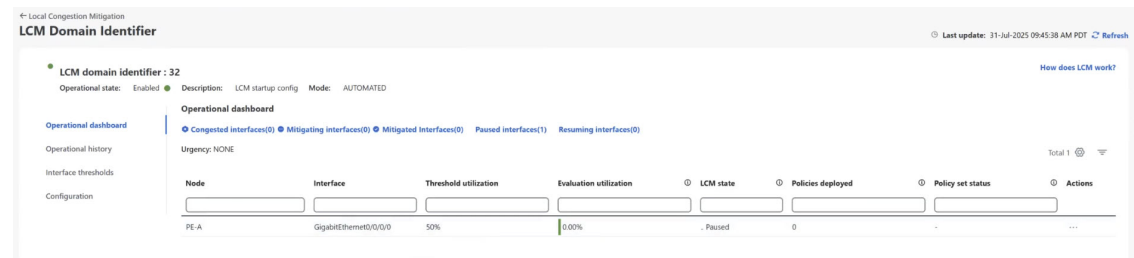 ← Local Congestion Mitigation
LCM Domain Identifier
Last update: 31-Jul-2025 09:45:38 AM PDT Refresh
LCM domain identifier : 32
How does LCM work?
Operational state: Enabled Description: LCM startup config Mode: AUTOMATED
Operational dashboard
Operational dashboard
Congested interfaces(0) Mitigating interfaces(0) Mitigated Interfaces(0) Paused interfaces(1) Resuming interfaces(0)
Operational history
Urgency: NONE
Total 1
Interface thresholds
Node Interface Threshold utilization Evaluation utilization LCM state Policies deployed Policy set status Actions
Configuration
PE-A GigabitEthernet0/0/0/0 50% 0.00% . Paused 0 - ...